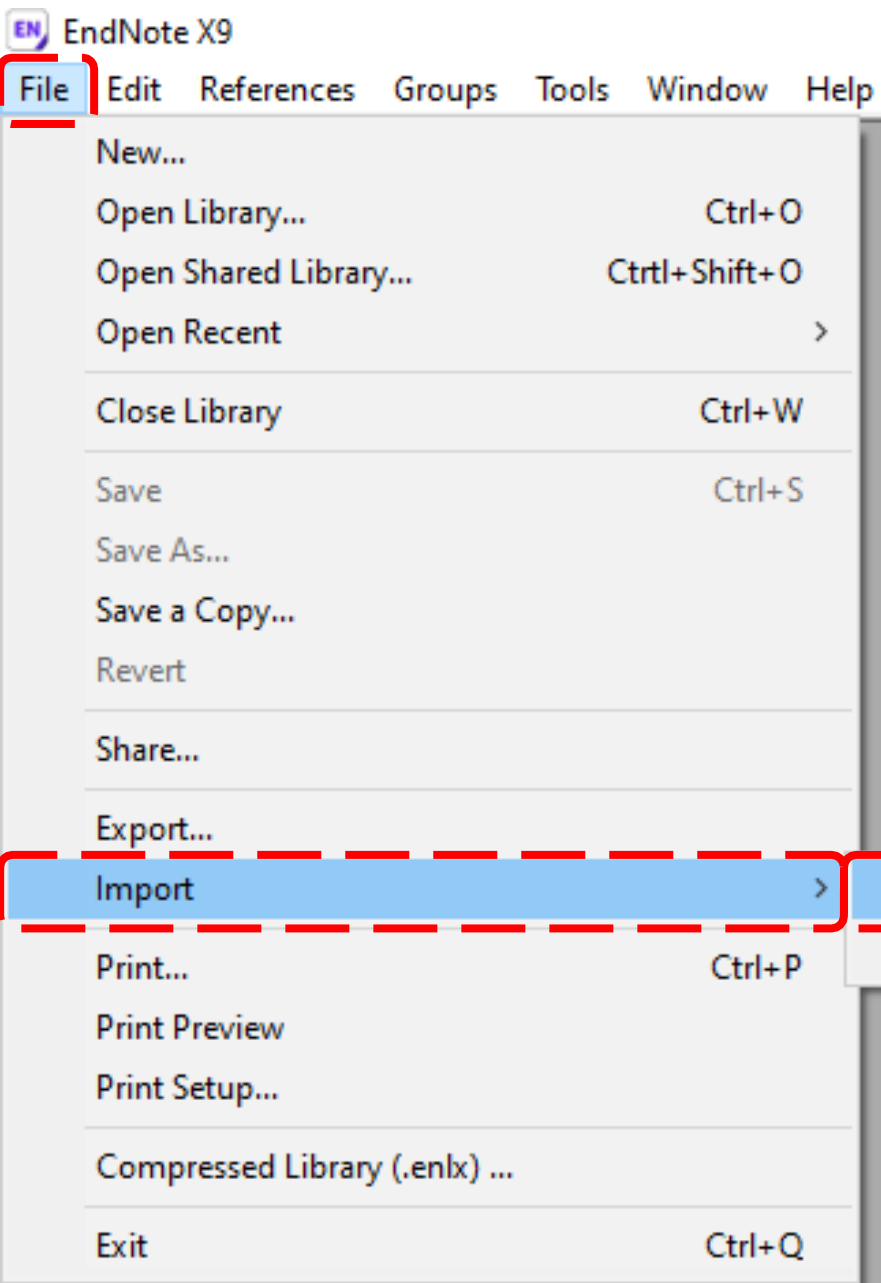 EN EndNote X9
File Edit References Groups Tools Window Help
New...
Open Library... Ctrl+O
Open Shared Library... Ctrtl+Shift+O
Open Recent >
Close Library Ctrl+W
Save Ctrl+S
Save As...
Save a Copy...
Revert
Share...
Export...
Import >
Print... Ctrl+P
Print Preview
Print Setup...
Compressed Library (.enlx) ...
Exit Ctrl+Q